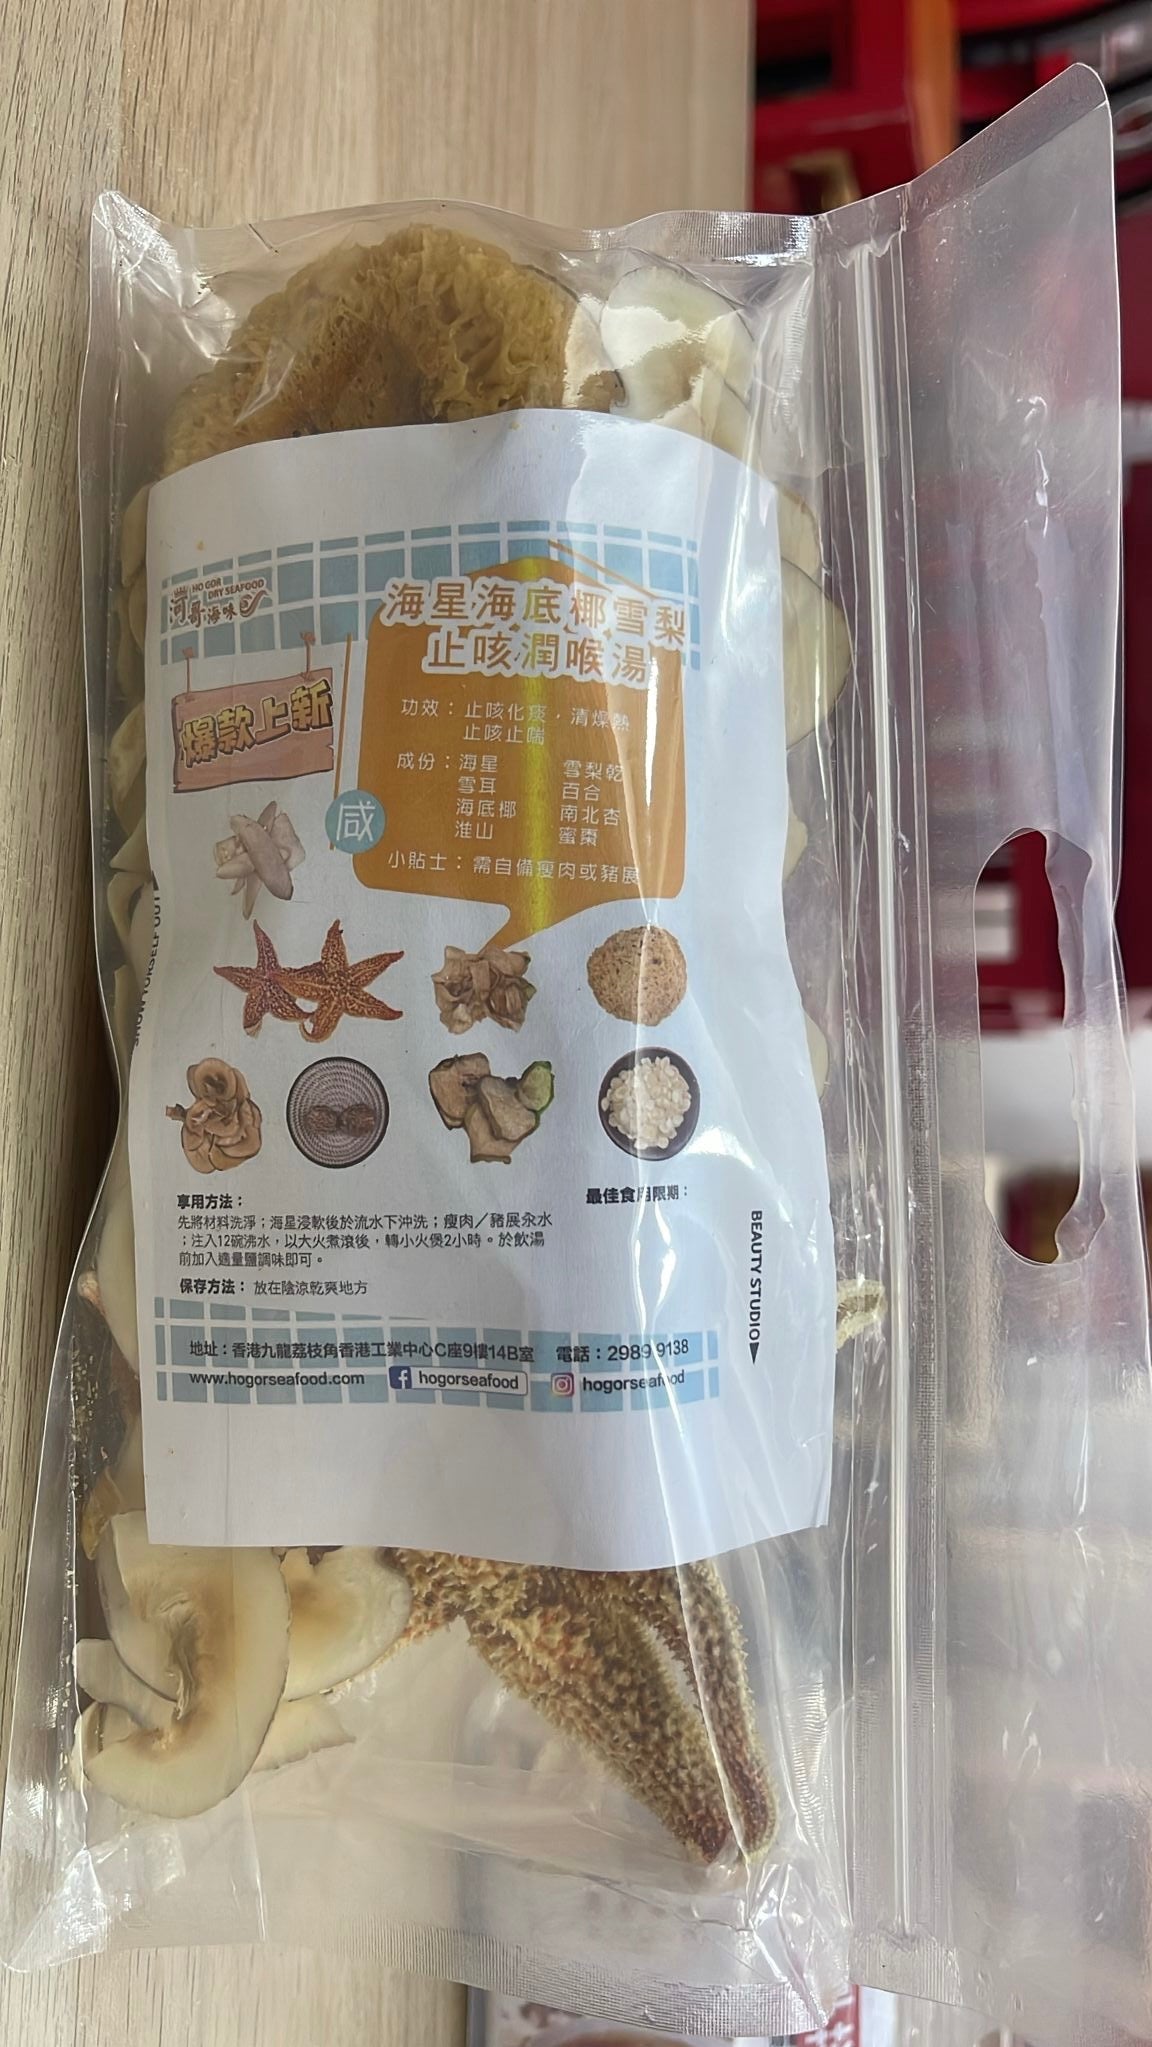 HO GOR
DRY SEAFOOD
河哥海味
海星海底椰雪梨
止咳潤喉湯
爆款上新
功效：止咳化痰，清燥熱
止咳止喘
成份：海星 雪梨乾
雪耳 百合
海底椰 南北杏
淮山 蜜棗
咸
小貼士：需自備瘦肉或豬展
享用方法：
先將材料洗淨；海星浸軟後於流水下沖洗；瘦肉／豬展汆水
；注入12碗沸水，以大火煮滾後，轉小火煲2小時。於飲湯
前加入適量鹽調味即可。
最佳食用限期：
保存方法：放在陰涼乾爽地方
地址：香港九龍荔枝角香港工業中心C座9樓14B室 電話：2989 9138
www.hogorseafood.com hogorseafood hogorseafood
BEAUTY STUDIO